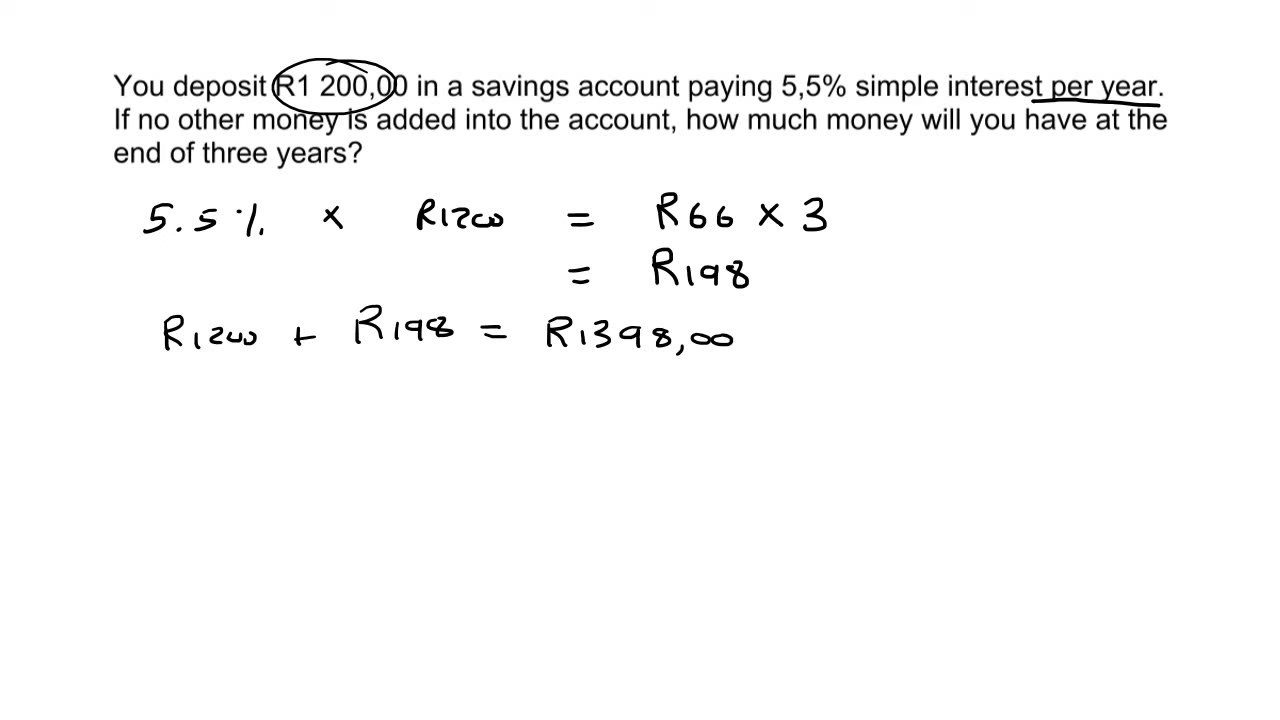 You deposit R1 200,00 in a savings account paying 5,5% simple interest per year.
If no other money is added into the account, how much money will you have at the
end of three years?
5.5% × R1200 = R66 × 3
= R198
R1200 + R198 = R1398,00